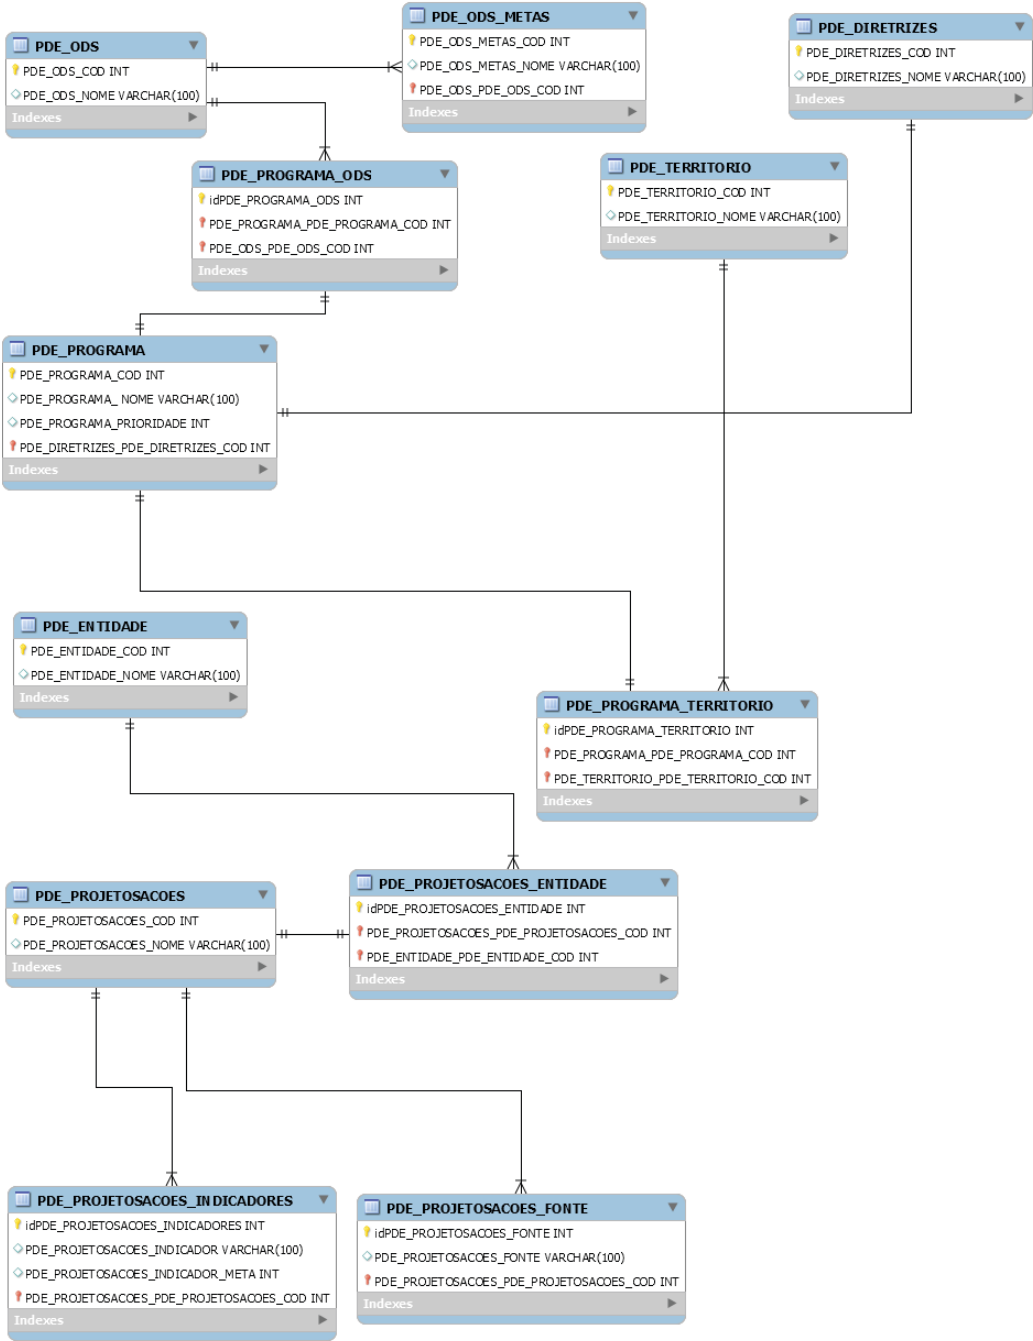 PDE_ODS
PDE_ODS_COD INT
PDE_ODS_NOME VARCHAR(100)
Indexes
PDE_ODS_METAS
PDE_ODS_METAS_COD INT
PDE_ODS_METAS_NOME VARCHAR(100)
PDE_ODS_PDE_ODS_COD INT
Indexes
PDE_DIRETRIZES
PDE_DIRETRIZES_COD INT
PDE_DIRETRIZES_NOME VARCHAR(100)
Indexes
PDE_PROGRAMA_ODS
idPDE_PROGRAMA_ODS INT
PDE_PROGRAMA_PDE_PROGRAMA_COD INT
PDE_ODS_PDE_ODS_COD INT
Indexes
PDE_TERRITORIO
PDE_TERRITORIO_COD INT
PDE_TERRITORIO_NOME VARCHAR(100)
Indexes
PDE_PROGRAMA
PDE_PROGRAMA_COD INT
PDE_PROGRAMA_ NOME VARCHAR(100)
PDE_PROGRAMA_PRIORIDADE INT
PDE_DIRETRIZES_PDE_DIRETRIZES_COD INT
Indexes
PDE_ENTIDADE
PDE_ENTIDADE_COD INT
PDE_ENTIDADE_NOME VARCHAR(100)
Indexes
PDE_PROGRAMA_TERRITORIO
idPDE_PROGRAMA_TERRITORIO INT
PDE_PROGRAMA_PDE_PROGRAMA_COD INT
PDE_TERRITORIO_PDE_TERRITORIO_COD INT
Indexes
PDE_PROJETOSACOES
PDE_PROJETOSACOES_COD INT
PDE_PROJETOSACOES_NOME VARCHAR(100)
Indexes
PDE_PROJETOSACOES_ENTIDADE
idPDE_PROJETOSACOES_ENTIDADE INT
PDE_PROJETOSACOES_PDE_PROJETOSACOES_COD INT
PDE_ENTIDADE_PDE_ENTIDADE_COD INT
Indexes
PDE_PROJETOSACOES_INDICADORES
idPDE_PROJETOSACOES_INDICADORES INT
PDE_PROJETOSACOES_INDICADOR VARCHAR(100)
PDE_PROJETOSACOES_INDICADOR_META INT
PDE_PROJETOSACOES_PDE_PROJETOSACOES_COD INT
Indexes
PDE_PROJETOSACOES_FONTE
idPDE_PROJETOSACOES_FONTE INT
PDE_PROJETOSACOES_FONTE VARCHAR(100)
PDE_PROJETOSACOES_PDE_PROJETOSACOES_COD INT
Indexes